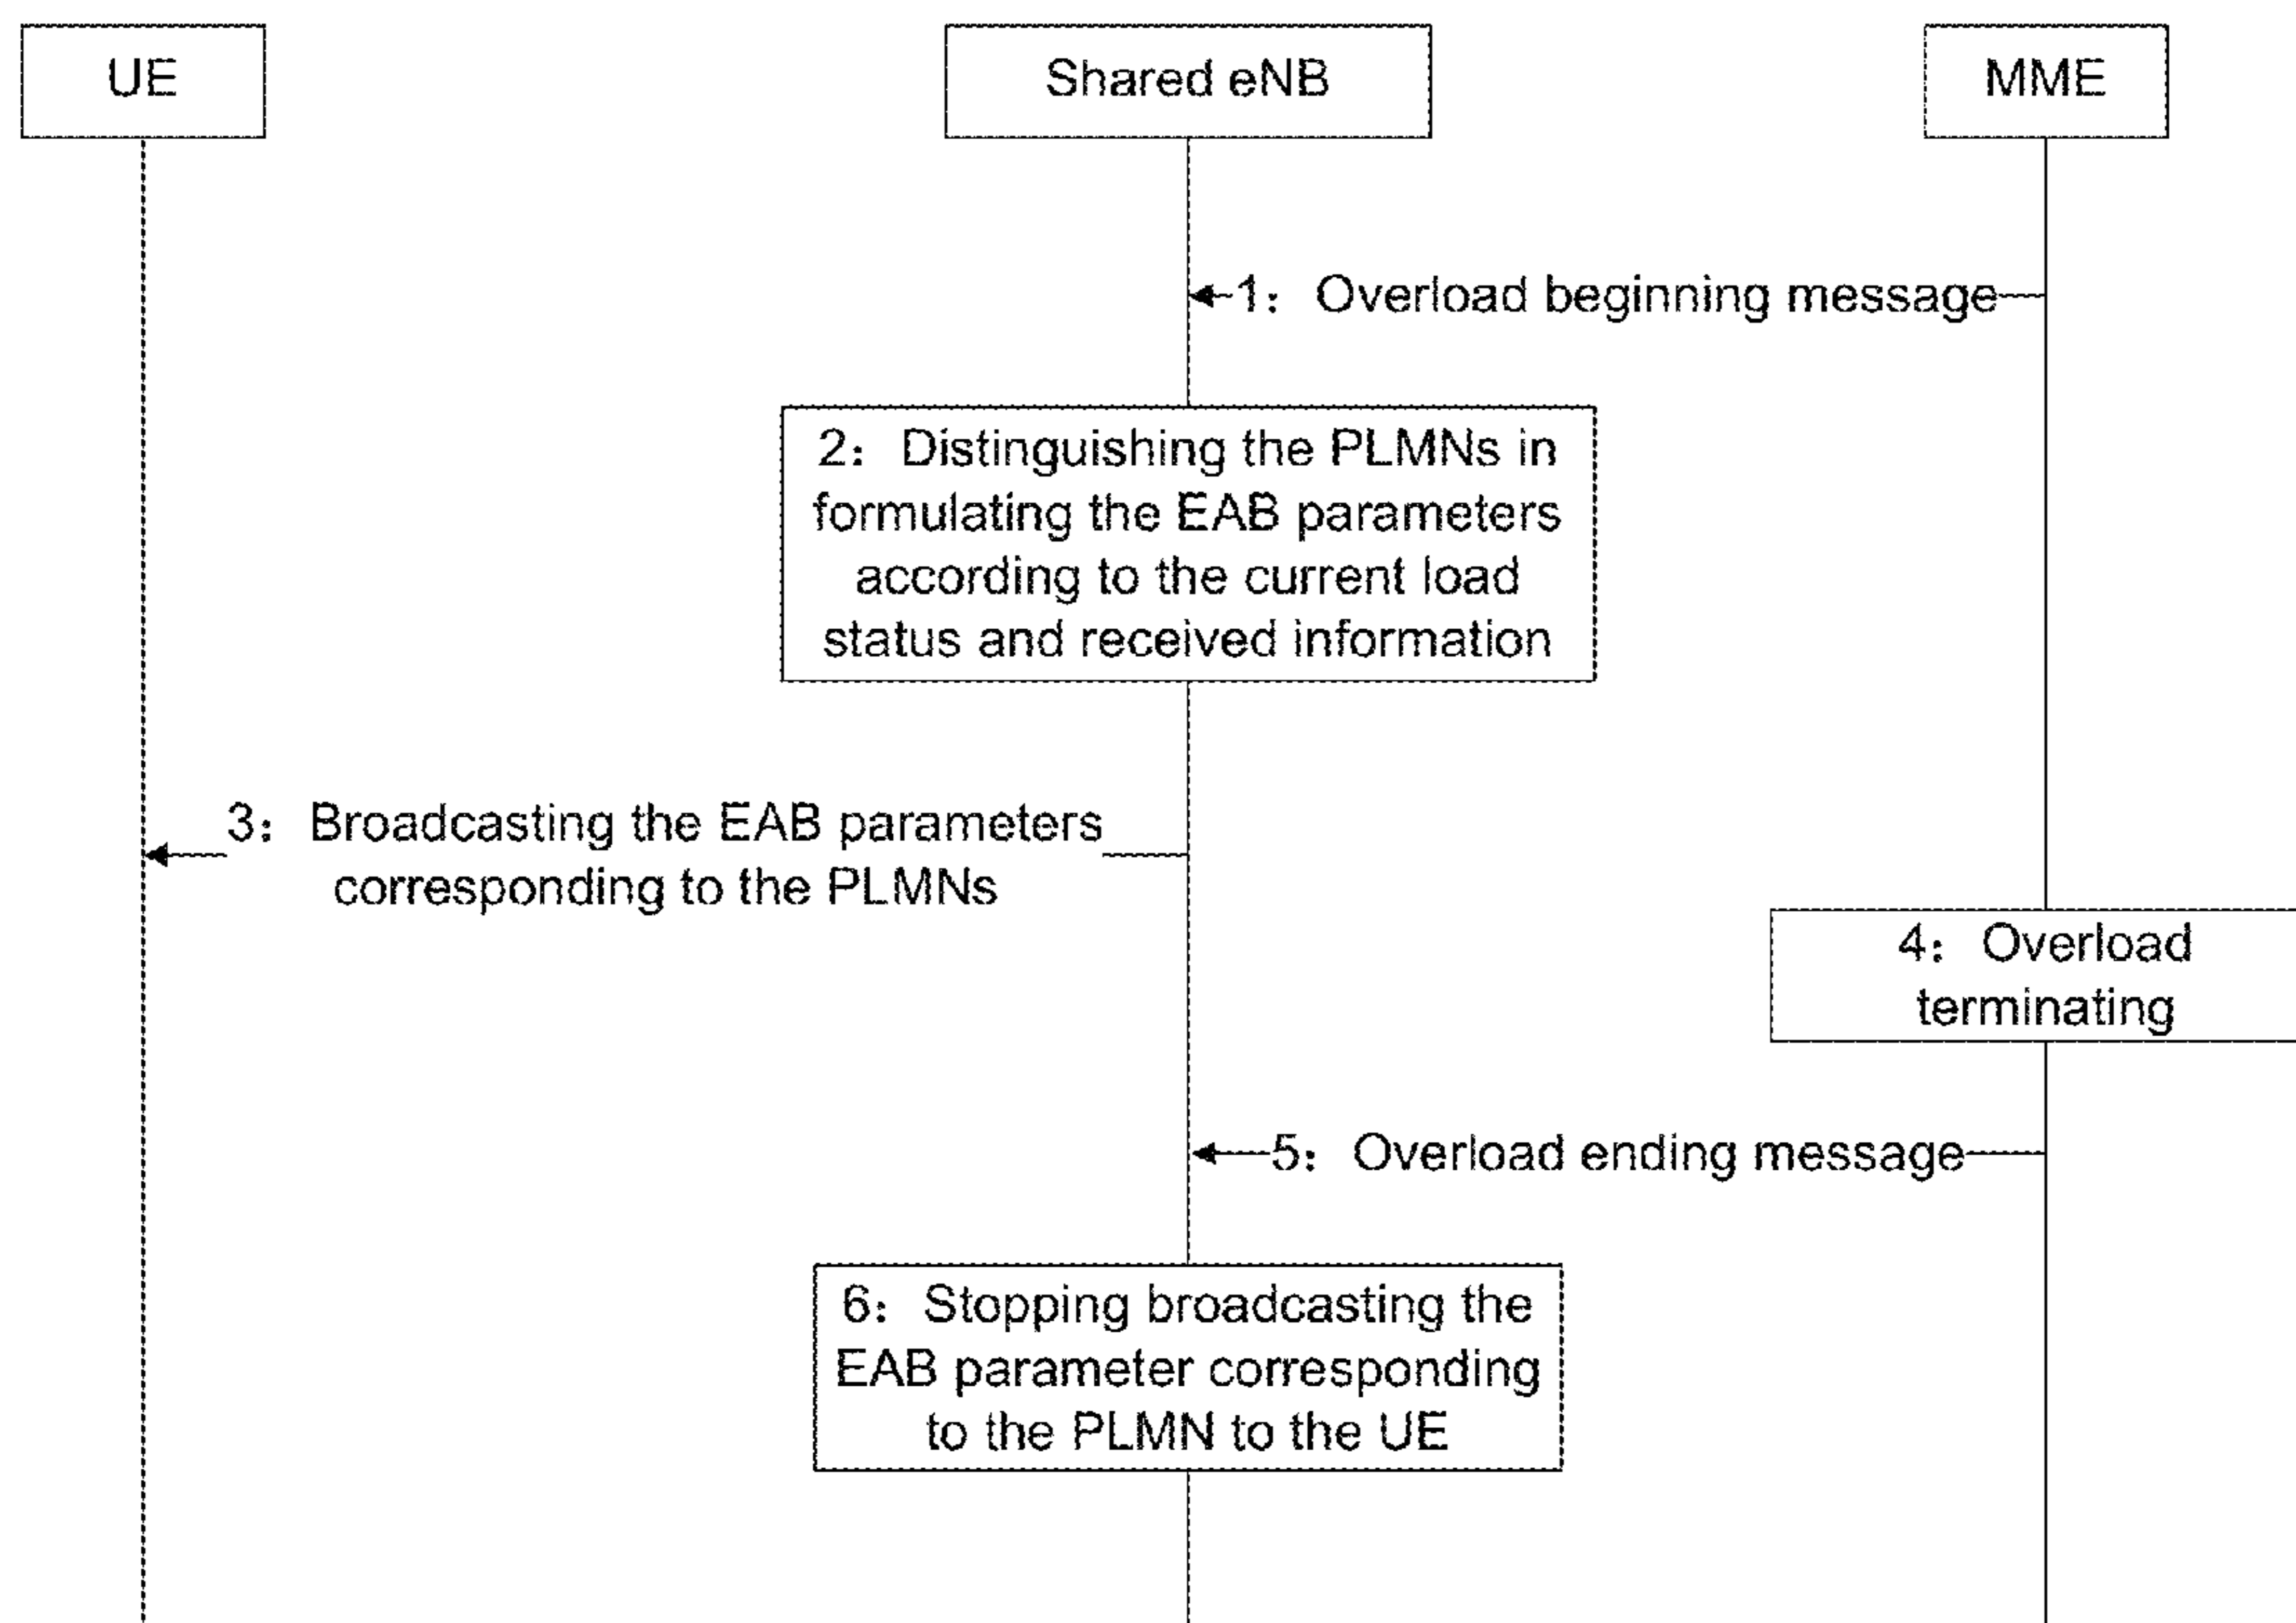 UE
Shared eNB
MME
1: Overload beginning message
2: Distinguishing the PLMNs in
formulating the EAB parameters
according to the current load
status and received information
3: Broadcasting the EAB parameters
corresponding to the PLMNs
4: Overload
terminating
5: Overload ending message
6: Stopping broadcasting the
EAB parameter corresponding
to the PLMN to the UE